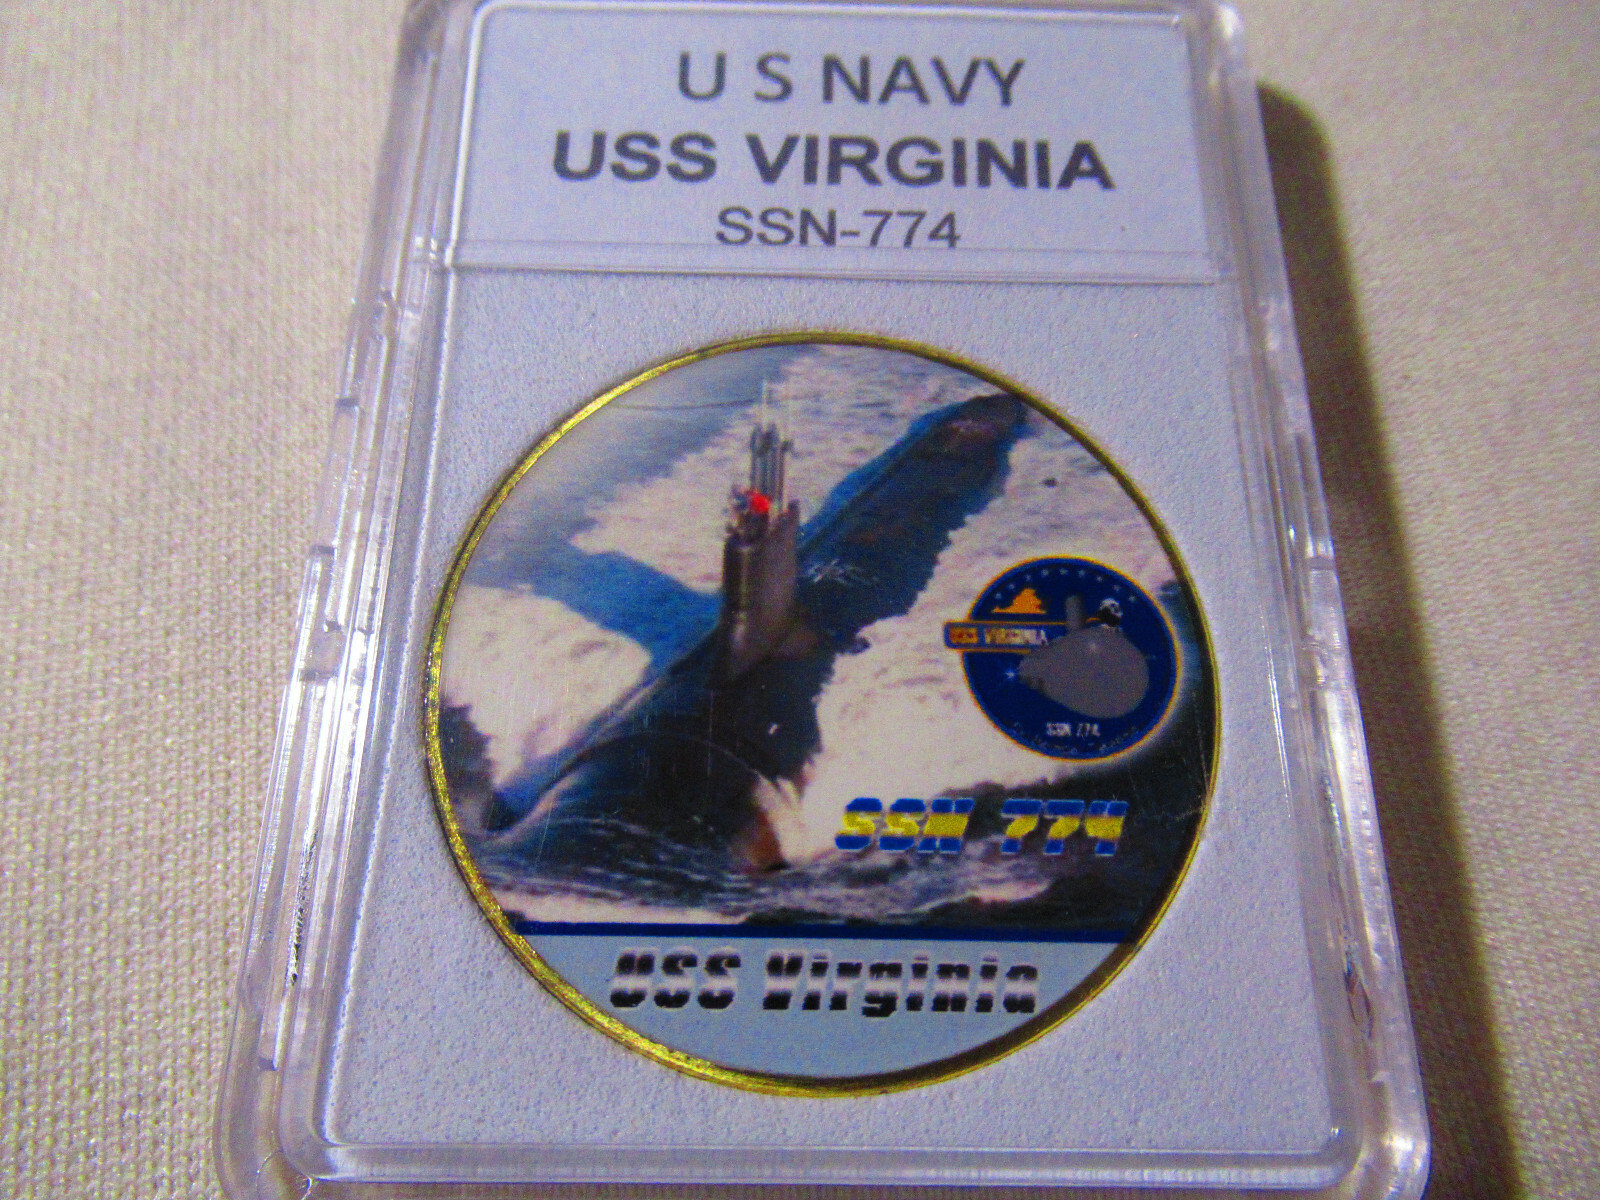 U S NAVY
USS VIRGINIA
SSN-774
USS VIRGINIA
SSN 774
SSN 774
USS Virginia